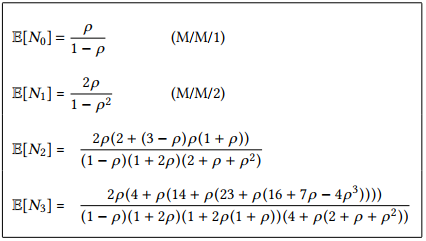 𝔼[N₀] = ρ / (1 − ρ) (M/M/1)
𝔼[N₁] = 2ρ / (1 − ρ²) (M/M/2)
𝔼[N₂] = 2ρ(2 + (3 − ρ)ρ(1 + ρ)) / ((1 − ρ)(1 + 2ρ)(2 + ρ + ρ²))
𝔼[N₃] = 2ρ(4 + ρ(14 + ρ(23 + ρ(16 + 7ρ − 4ρ³)))) / ((1 − ρ)(1 + 2ρ)(1 + 2ρ(1 + ρ))(4 + ρ(2 + ρ + ρ²)))